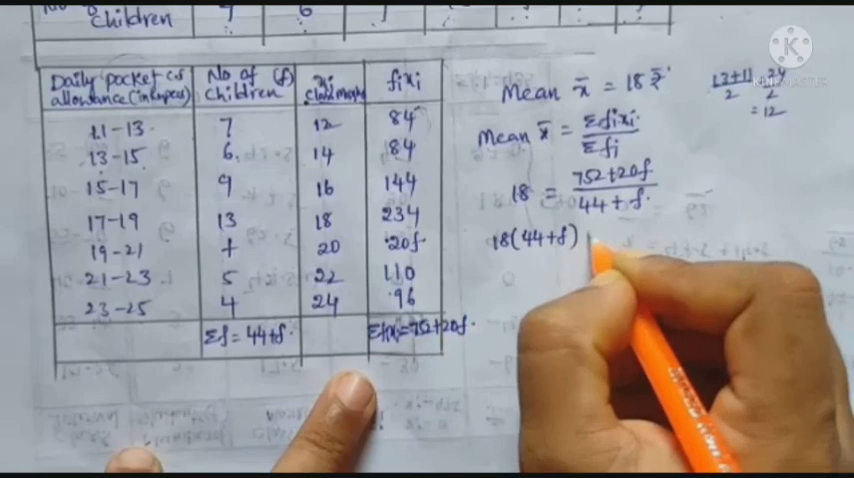 children 7 6
Daily pocket No of (f) xi fixi
allowance (in rupees) children class marks
11-13 7 12 84
13-15 6 14 84
15-17 9 16 144
17-19 13 18 234
19-21 f 20 20f
21-23 5 22 110
23-25 4 24 96
Σf = 44+f Σfixi = 752+20f
Mean x̄ = 18
Mean x̄ = Σfixi / Σfi
18 = 752+20f / 44+f
18(44+f)
13+11 / 2 = 24 / 2
= 12
K
KINEMASTER